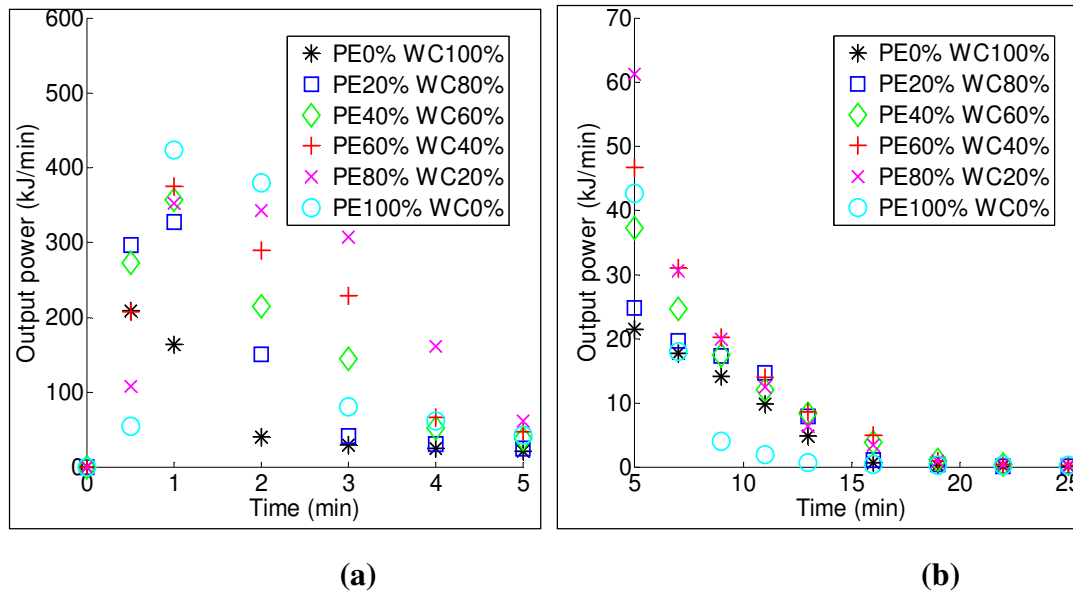 600
500
400
300
200
100
0
Output power (kJ/min)
PE0% WC100%
PE20% WC80%
PE40% WC60%
PE60% WC40%
PE80% WC20%
PE100% WC0%
0 1 2 3 4 5
Time (min)
(a)
70
60
50
40
30
20
10
0
Output power (kJ/min)
PE0% WC100%
PE20% WC80%
PE40% WC60%
PE60% WC40%
PE80% WC20%
PE100% WC0%
5 10 15 20 25
Time (min)
(b)